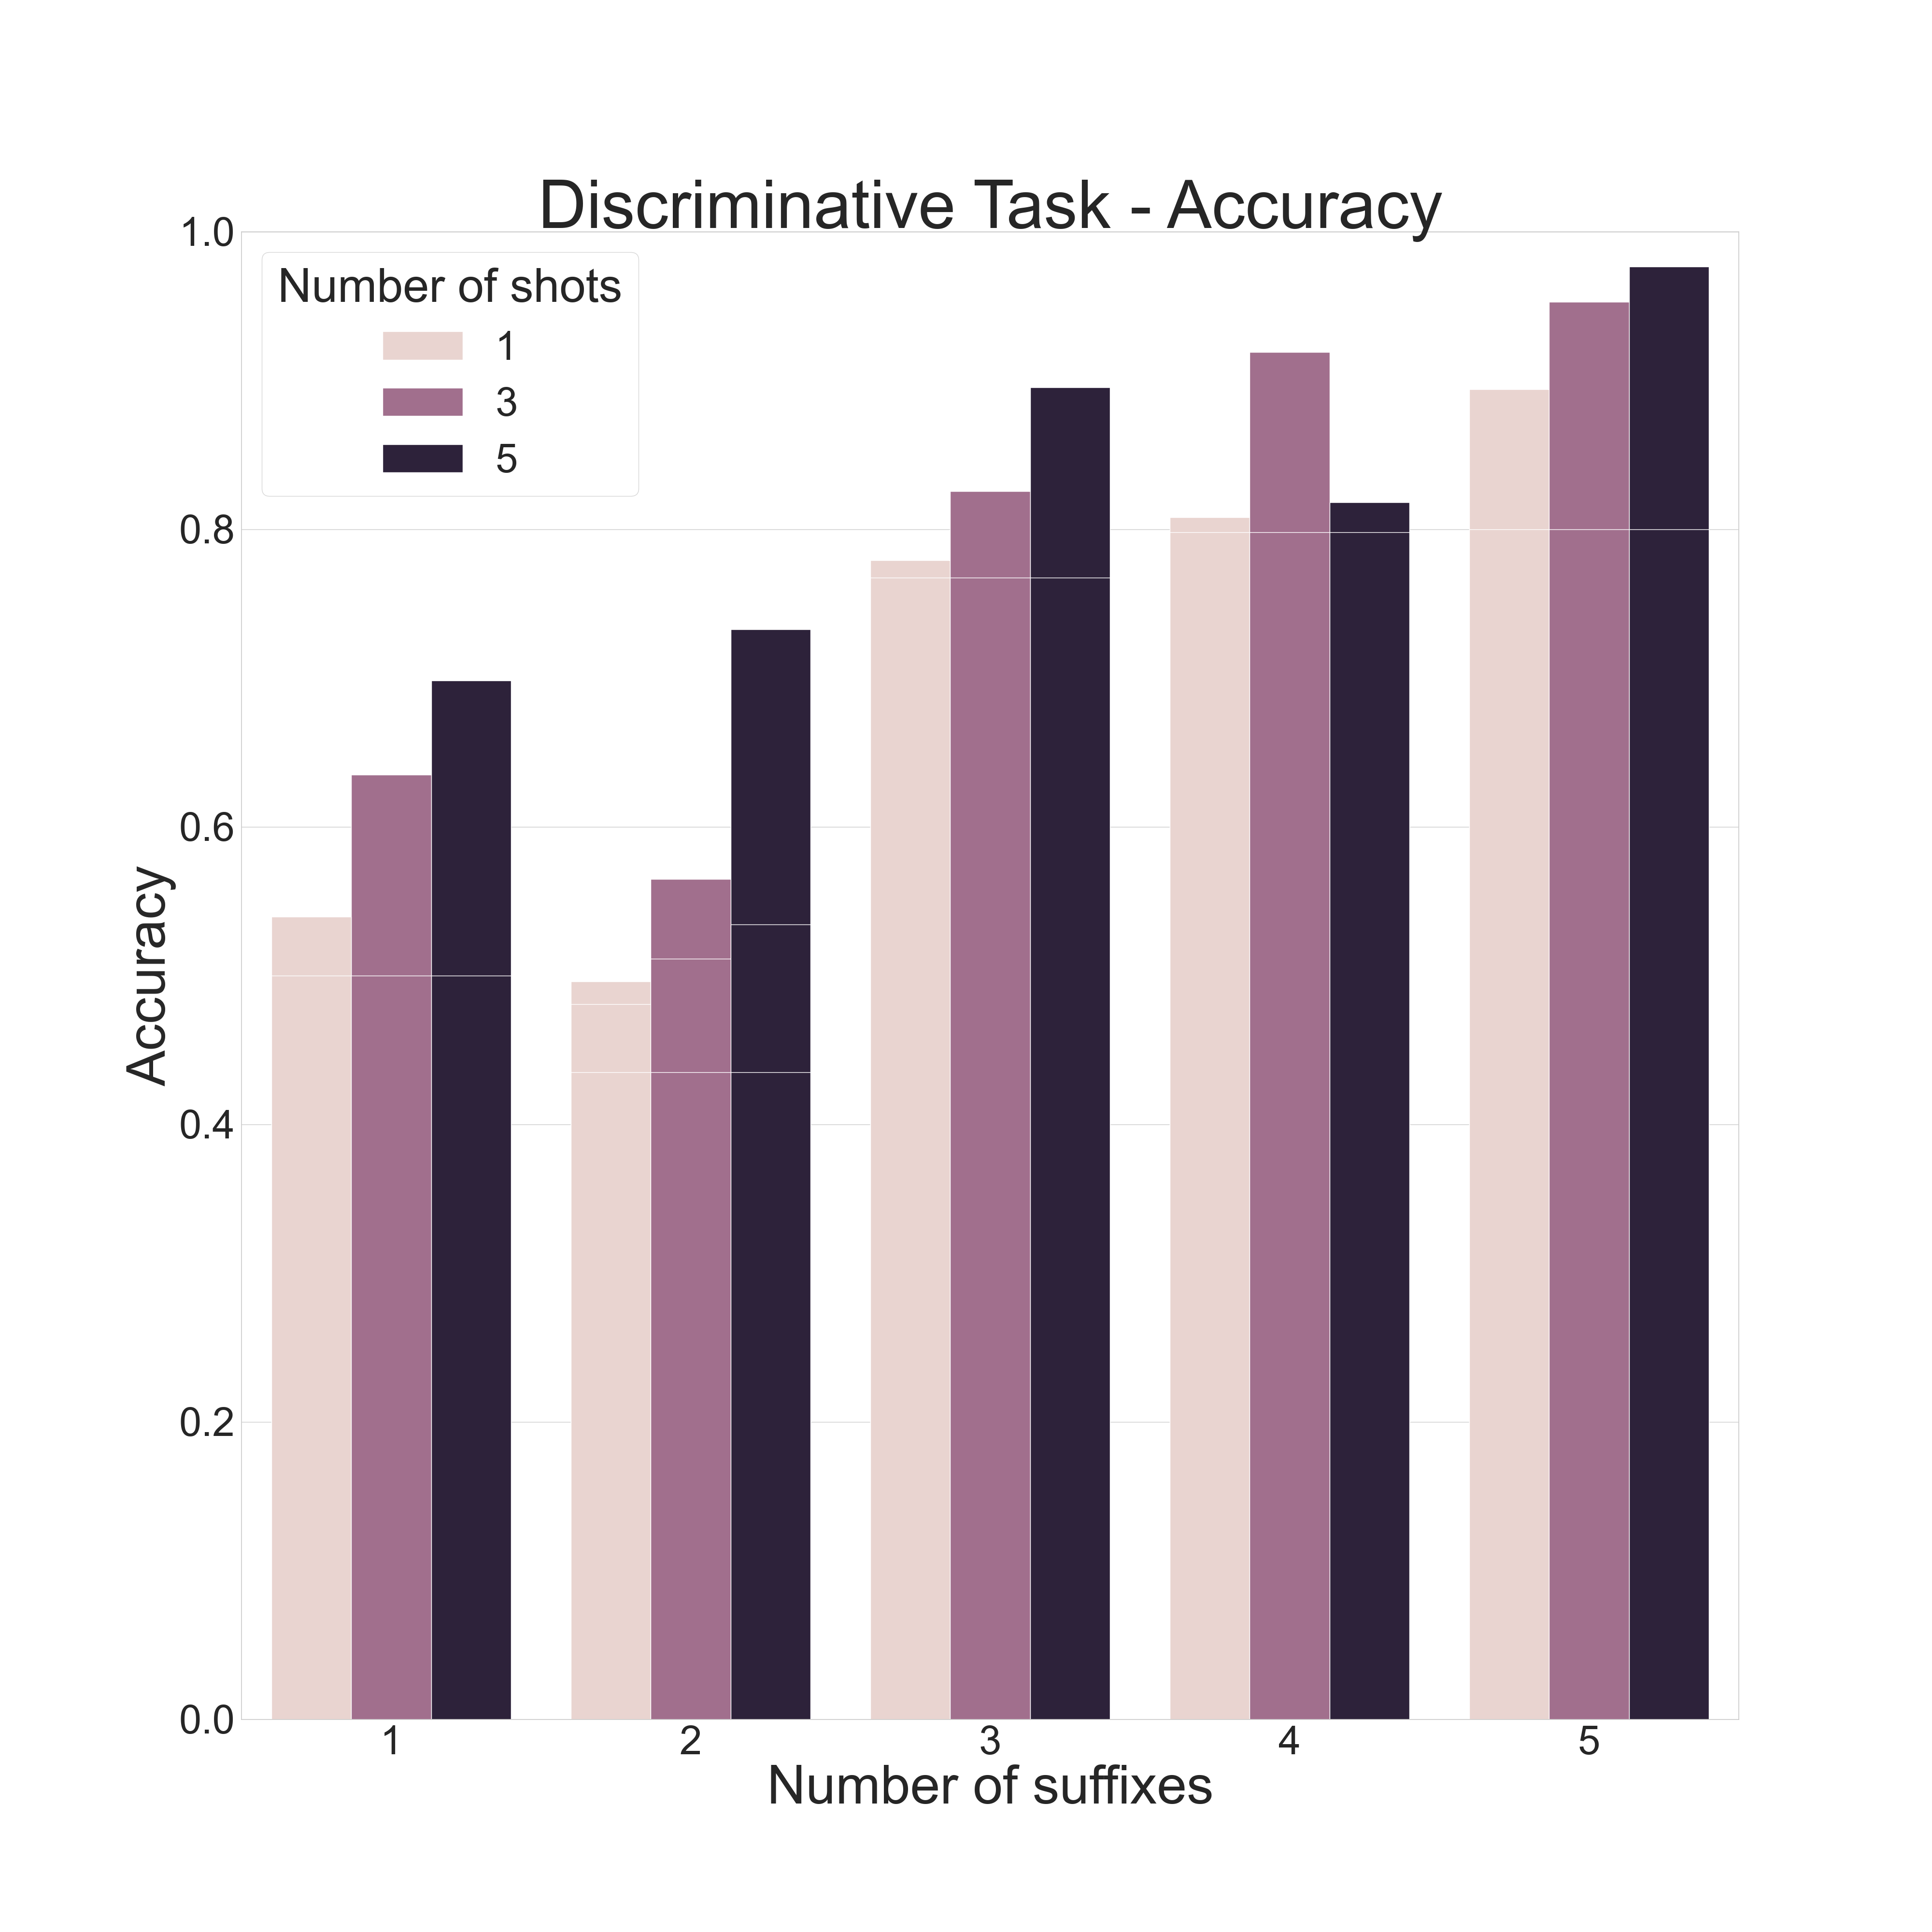 Discriminative Task - Accuracy
Number of shots
1
3
5
1.0
0.8
0.6
0.4
0.2
0.0
Accuracy
1 2 3 4 5
Number of suffixes